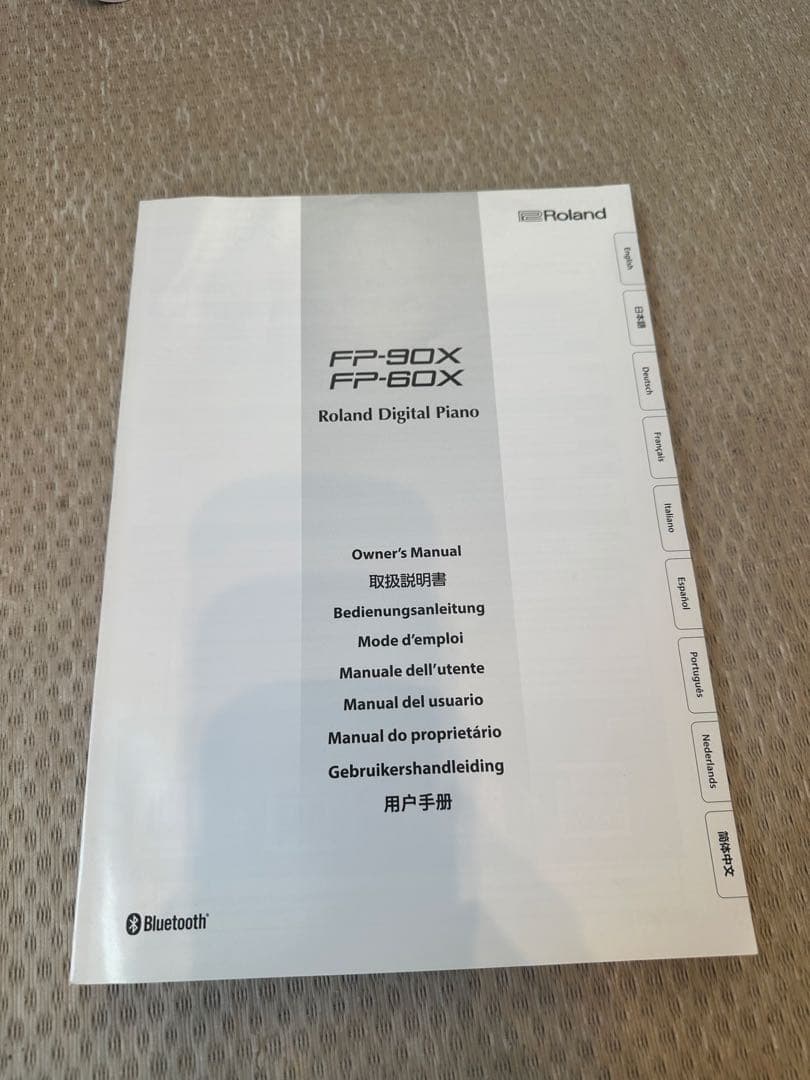 Roland
English
日本語
Deutsch
Français
Italiano
Español
Português
Nederlands
简体中文
FP-90X
FP-60X
Roland Digital Piano
Owner's Manual
取扱説明書
Bedienungsanleitung
Mode d'emploi
Manuale dell'utente
Manual del usuario
Manual do proprietário
Gebruikershandleiding
用户手册
Bluetooth®